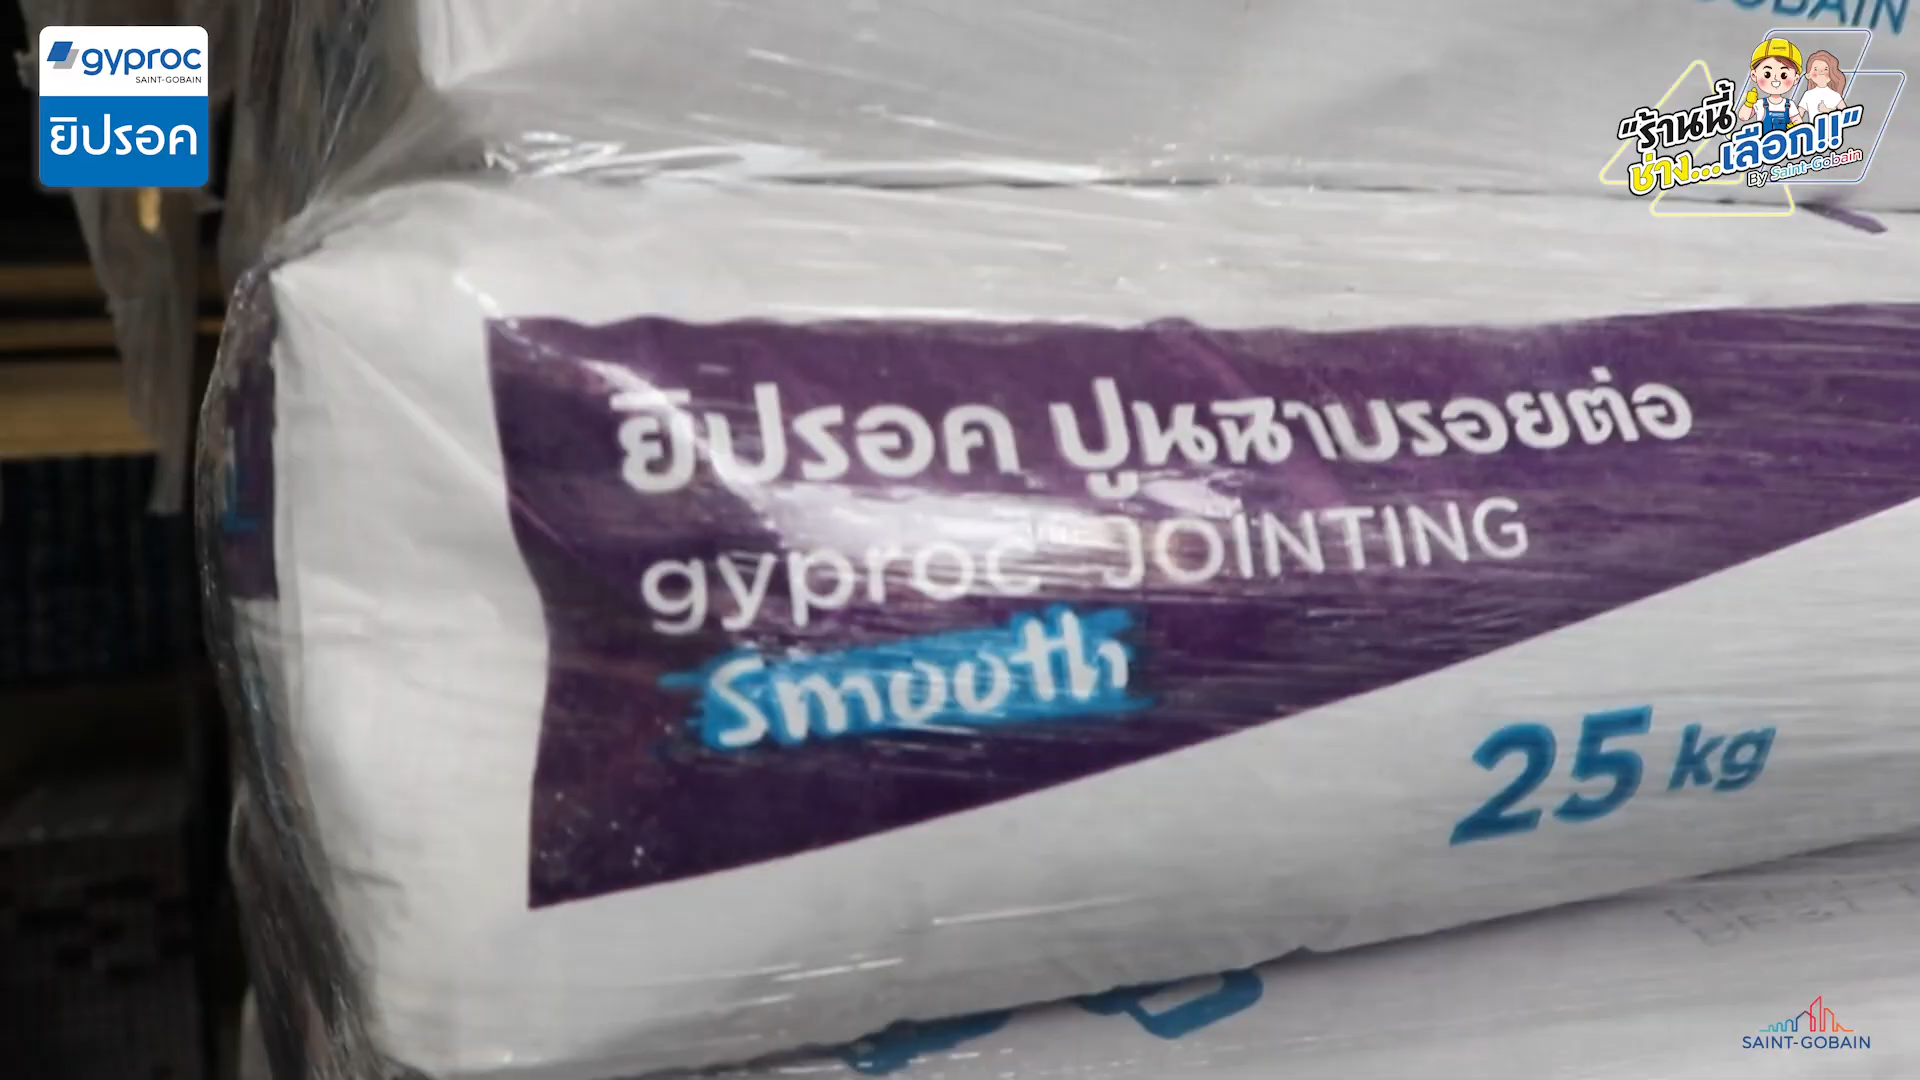 gyproc
SAINT-GOBAIN
ยิปรอค
"ร้านนี้
ช่าง...เลือก!!"
By Saint-Gobain
ยิปรอค ปูนฉาบรอยต่อ
gyproc JOINTING
Smooth
25 kg
SAINT-GOBAIN